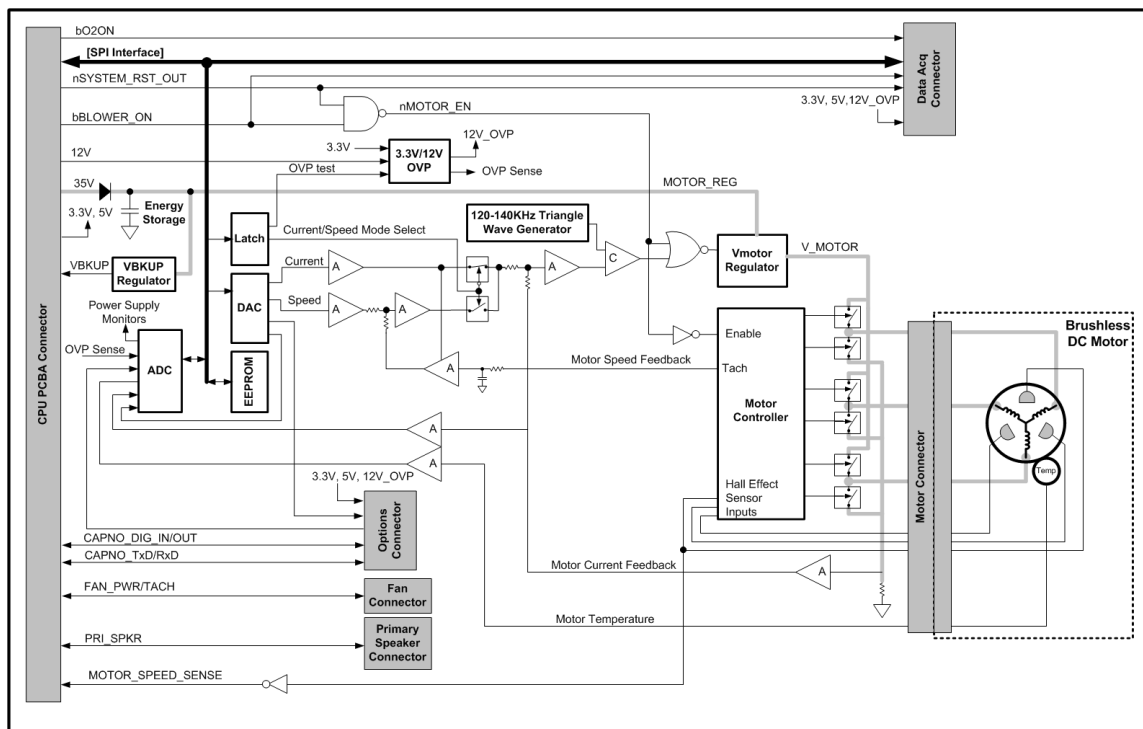 bO2ON
[SPI Interface]
nSYSTEM_RST_OUT
nMOTOR_EN
3.3V, 5V,12V_OVP
Data Acq
Connector
bBLOWER_ON
12V_OVP
3.3V
12V
3.3V/12V
OVP
OVP test
OVP Sense
35V
MOTOR_REG
Energy
Storage
3.3V, 5V
120-140KHz Triangle
Wave Generator
Latch
Current/Speed Mode Select
V_MOTOR
Vmotor
Regulator
VBKUP
VBKUP
Regulator
Current
A
A
C
DAC
Speed
A
A
Power Supply
Monitors
Enable
Brushless
DC Motor
OVP Sense
ADC
EEPROM
A
Motor Speed Feedback
Tach
CPU PCBA Connector
Motor
Controller
A
A
Temp
3.3V, 5V, 12V_OVP
Hall Effect
Sensor
Inputs
Motor Connector
Options
Connector
CAPNO_DIG_IN/OUT
CAPNO_TxD/RxD
Motor Current Feedback
A
FAN_PWR/TACH
Fan
Connector
Motor Temperature
PRI_SPKR
Primary
Speaker
Connector
MOTOR_SPEED_SENSE